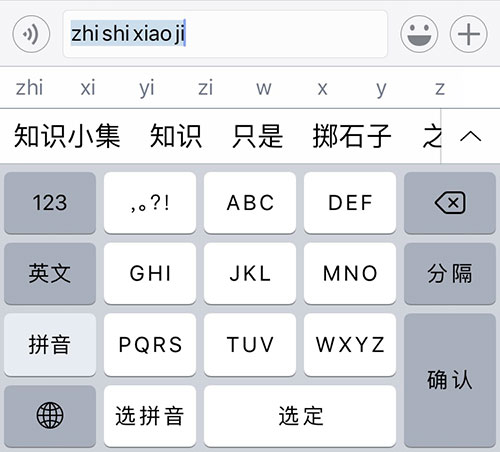 zhi shi xiao ji
zhi xi yi zi w x y z
知识小集 知识 只是 掷石子 之
123 ,。?! ABC DEF
英文 GHI JKL MNO 分隔
拼音 PQRS TUV WXYZ 确认
选拼音 选定